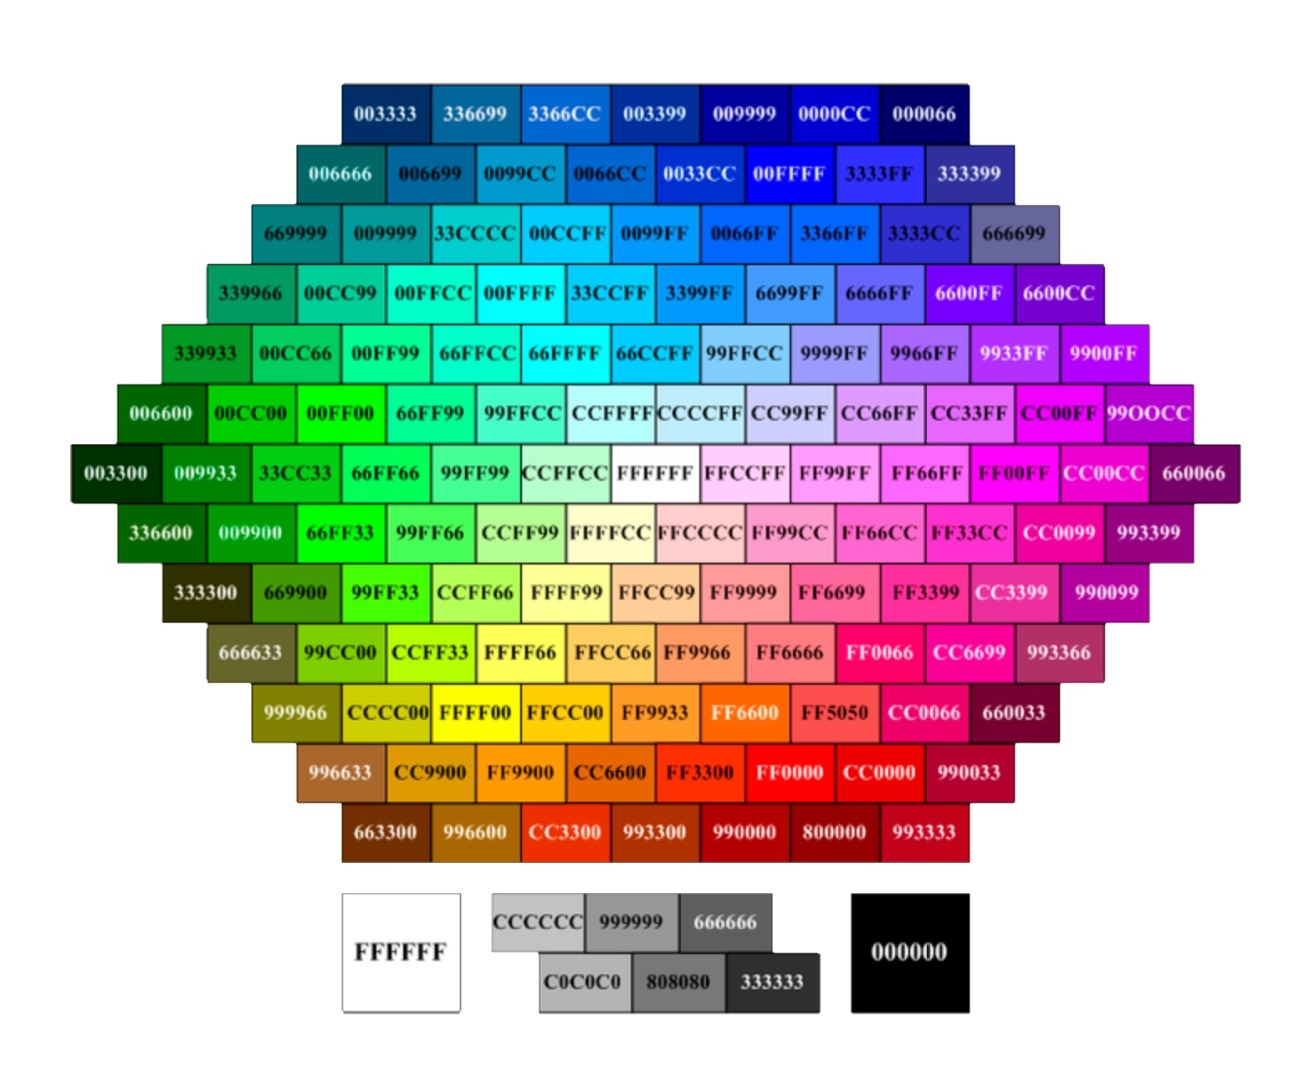 003333 336699 3366CC 003399 009999 0000CC 000066
006666 006699 0099CC 0066CC 0033CC 00FFFF 3333FF 333399
669999 009999 33CCCC 00CCFF 0099FF 0066FF 3366FF 3333CC 666699
339966 00CC99 00FFCC 00FFFF 33CCFF 3399FF 6699FF 6666FF 6600FF 6600CC
339933 00CC66 00FF99 66FFCC 66FFFF 66CCFF 99FFCC 9999FF 9966FF 9933FF 9900FF
006600 00CC00 00FF00 66FF99 99FFCC CCFFFF CCCCFF CC99FF CC66FF CC33FF CC00FF 99OOCC
003300 009933 33CC33 66FF66 99FF99 CCFFCC FFFFFF FFCCFF FF99FF FF66FF FF00FF CC00CC 660066
336600 009900 66FF33 99FF66 CCFF99 FFFFCC FFCCCC FF99CC FF66CC FF33CC CC0099 993399
333300 669900 99FF33 CCFF66 FFFF99 FFCC99 FF9999 FF6699 FF3399 CC3399 990099
666633 99CC00 CCFF33 FFFF66 FFCC66 FF9966 FF6666 FF0066 CC6699 993366
999966 CCCC00 FFFF00 FFCC00 FF9933 FF6600 FF5050 CC0066 660033
996633 CC9900 FF9900 CC6600 FF3300 FF0000 CC0000 990033
663300 996600 CC3300 993300 990000 800000 993333
CCCCCC 999999 666666
FFFFFF 000000
C0C0C0 808080 333333